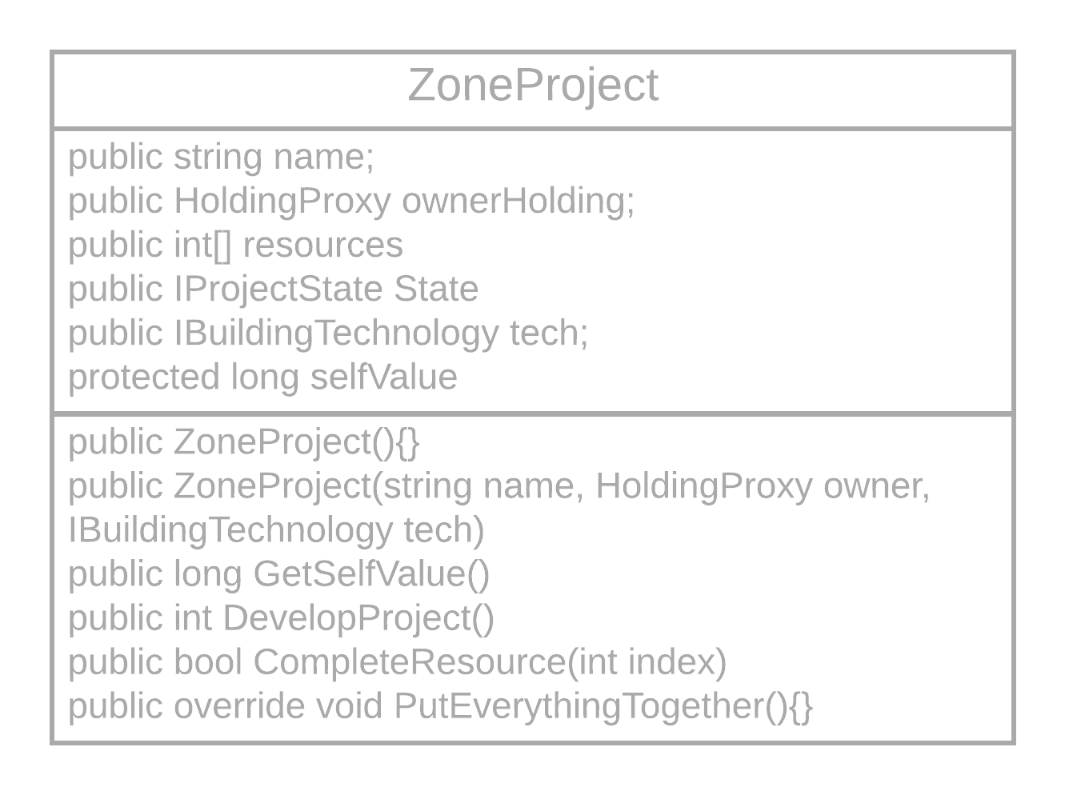 ZoneProject
public string name;
public HoldingProxy ownerHolding;
public int[] resources
public IProjectState State
public IBuildingTechnology tech;
protected long selfValue
public ZoneProject(){}
public ZoneProject(string name, HoldingProxy owner,
IBuildingTechnology tech)
public long GetSelfValue()
public int DevelopProject()
public bool CompleteResource(int index)
public override void PutEverythingTogether(){}